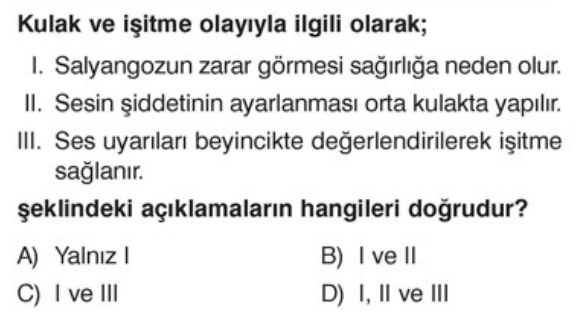 Kulak ve işitme olayıyla ilgili olarak;
I. Salyangozun zarar görmesi sağırlığa neden olur.
II. Sesin şiddetinin ayarlanması orta kulakta yapılır.
III. Ses uyarıları beyincikte değerlendirilerek işitme
sağlanır.
şeklindeki açıklamaların hangileri doğrudur?
A) Yalnız I B) I ve II
C) I ve III D) I, II ve III